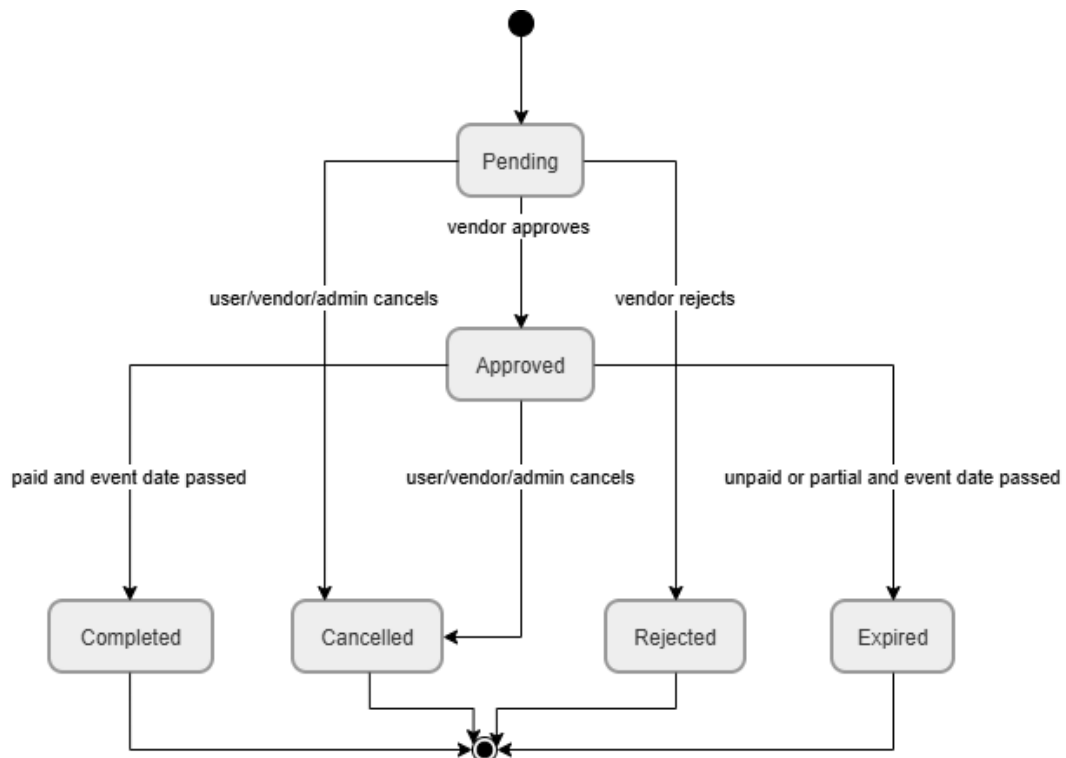 Pending
vendor approves
user/vendor/admin cancels
vendor rejects
Approved
paid and event date passed
user/vendor/admin cancels
unpaid or partial and event date passed
Completed
Cancelled
Rejected
Expired